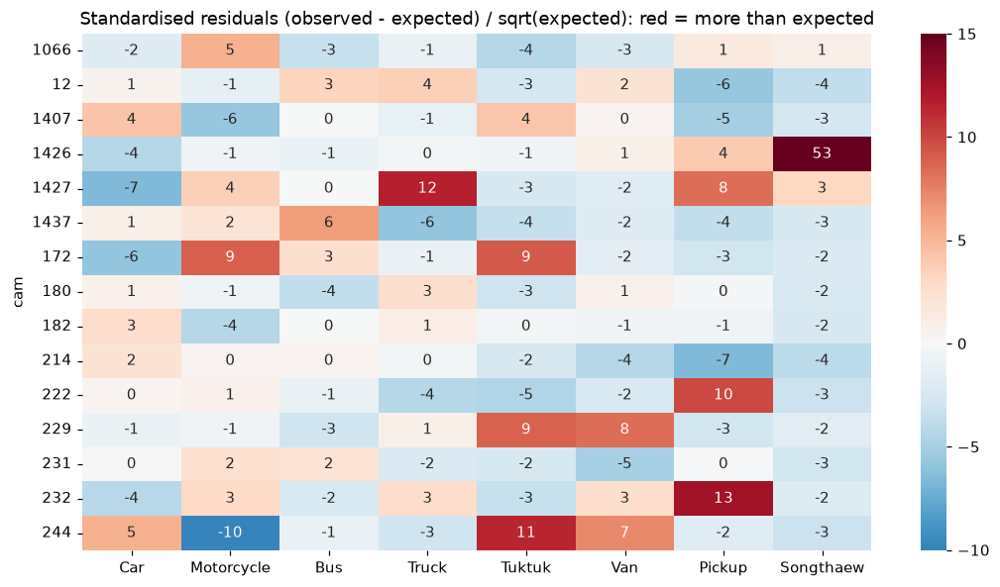 Standardised residuals (observed - expected) / sqrt(expected): red = more than expected
cam
1066 -2 5 -3 -1 -4 -3 1 1
12 1 -1 3 4 -3 2 -6 -4
1407 4 -6 0 -1 4 0 -5 -3
1426 -4 -1 -1 0 -1 1 4 53
1427 -7 4 0 12 -3 -2 8 3
1437 1 2 6 -6 -4 -2 -4 -3
172 -6 9 3 -1 9 -2 -3 -2
180 1 -1 -4 3 -3 1 0 -2
182 3 -4 0 1 0 -1 -1 -2
214 2 0 0 0 -2 -4 -7 -4
222 0 1 -1 -4 -5 -2 10 -3
229 -1 -1 -3 1 9 8 -3 -2
231 0 2 2 -2 -2 -5 0 -3
232 -4 3 -2 3 -3 3 13 -2
244 5 -10 -1 -3 11 7 -2 -3
Car Motorcycle Bus Truck Tuktuk Van Pickup Songthaew
15
10
5
0
−5
−10